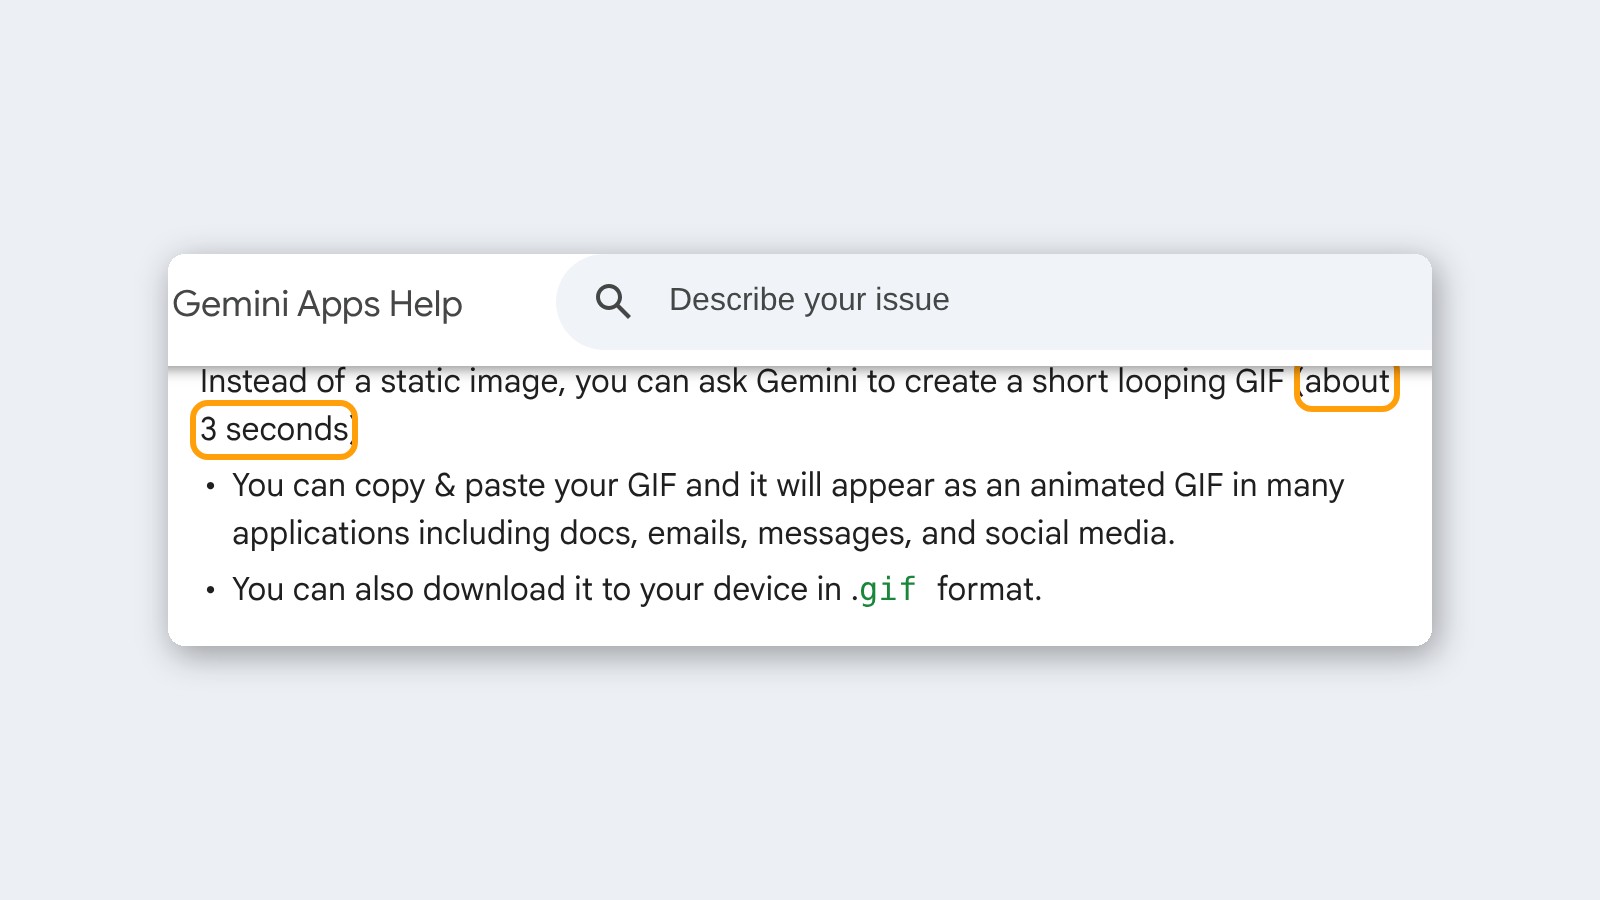 Gemini Apps Help
Describe your issue
Instead of a static image, you can ask Gemini to create a short looping GIF (about
3 seconds)
• You can copy & paste your GIF and it will appear as an animated GIF in many
applications including docs, emails, messages, and social media.
• You can also download it to your device in .gif format.